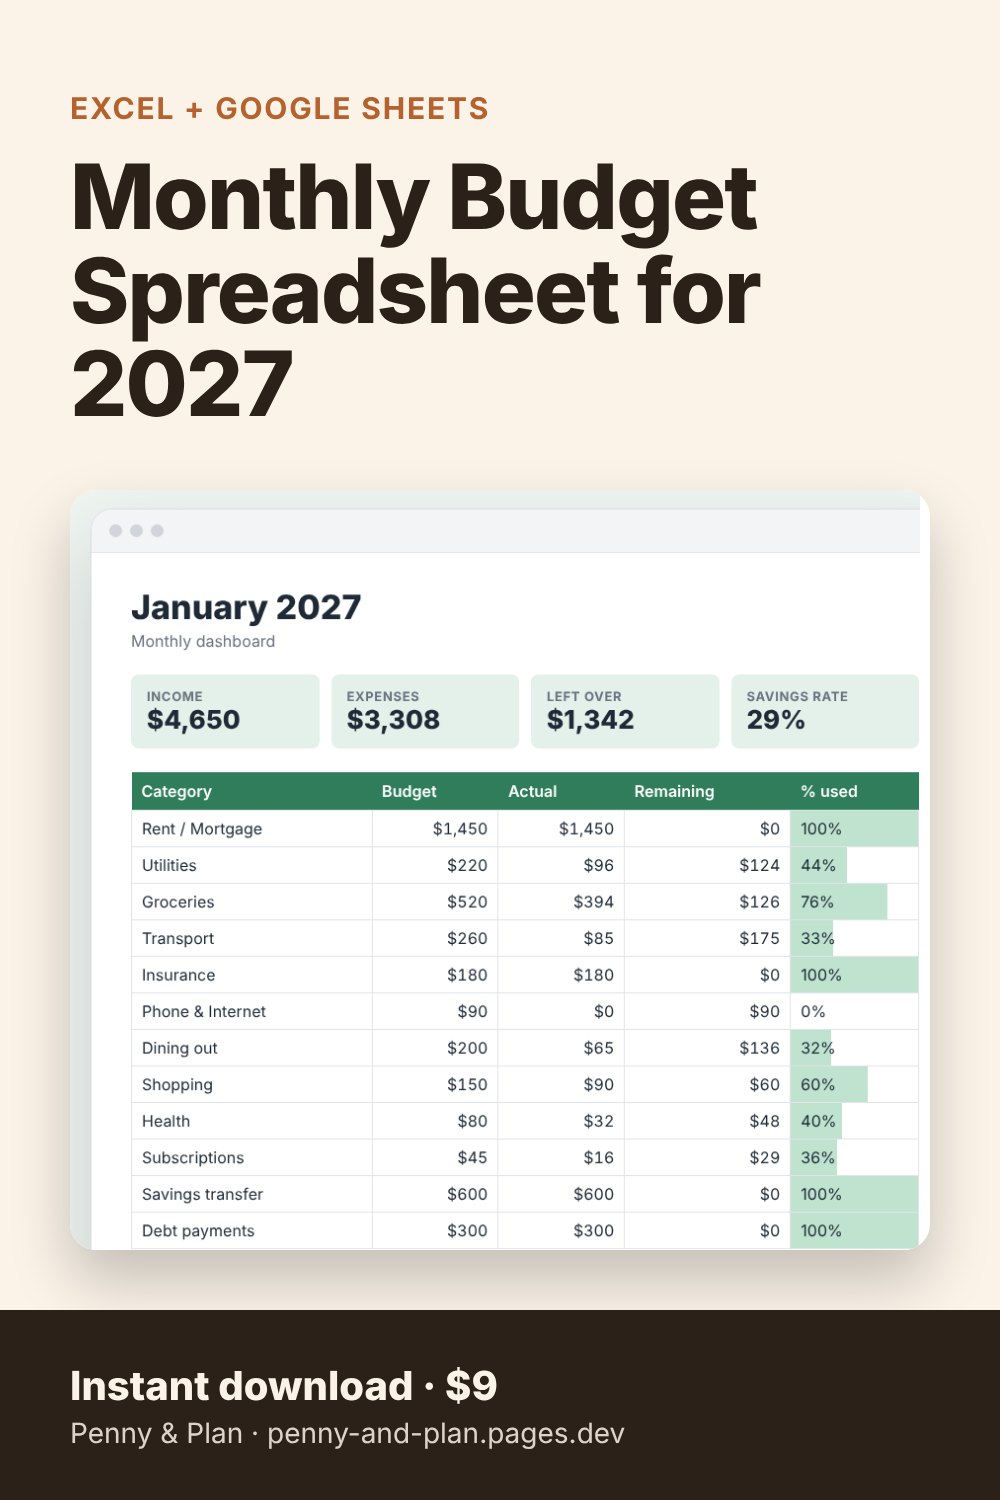 EXCEL + GOOGLE SHEETS
Monthly Budget
Spreadsheet for
2027
January 2027
Monthly dashboard
INCOME EXPENSES LEFT OVER SAVINGS RATE
$4,650 $3,308 $1,342 29%
Category Budget Actual Remaining % used
Rent / Mortgage $1,450 $1,450 $0 100%
Utilities $220 $96 $124 44%
Groceries $520 $394 $126 76%
Transport $260 $85 $175 33%
Insurance $180 $180 $0 100%
Phone & Internet $90 $0 $90 0%
Dining out $200 $65 $136 32%
Shopping $150 $90 $60 60%
Health $80 $32 $48 40%
Subscriptions $45 $16 $29 36%
Savings transfer $600 $600 $0 100%
Debt payments $300 $300 $0 100%
Instant download · $9
Penny & Plan · penny-and-plan.pages.dev